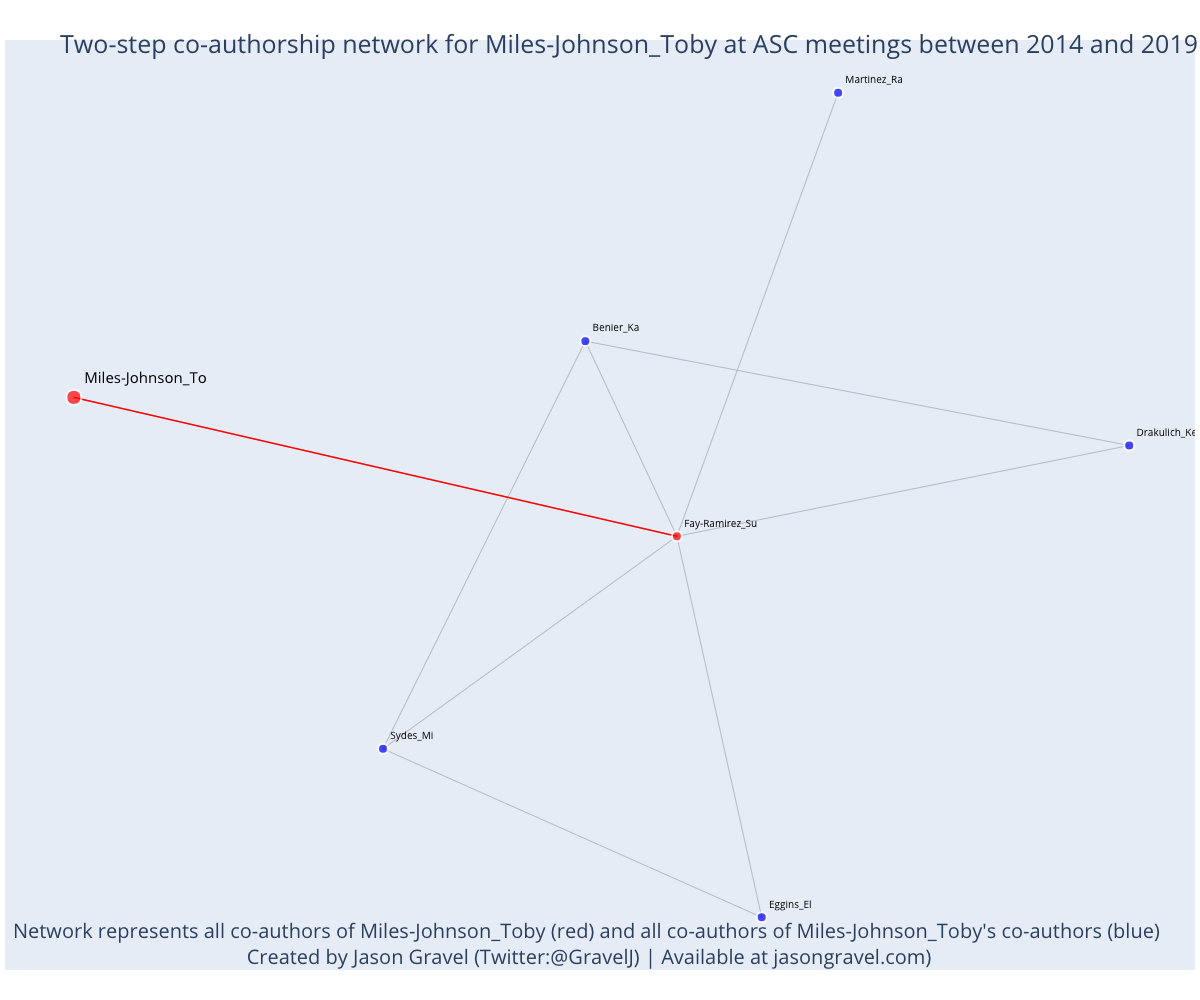 Two-step co-authorship network for Miles-Johnson_Toby at ASC meetings between 2014 and 2019
Martinez_Ra
Benier_Ka
Miles-Johnson_To
Drakulich_Ke
Fay-Ramirez_Su
Sydes_Mi
Eggins_El
Network represents all co-authors of Miles-Johnson_Toby (red) and all co-authors of Miles-Johnson_Toby's co-authors (blue)
Created by Jason Gravel (Twitter:@GravelJ) | Available at jasongravel.com)